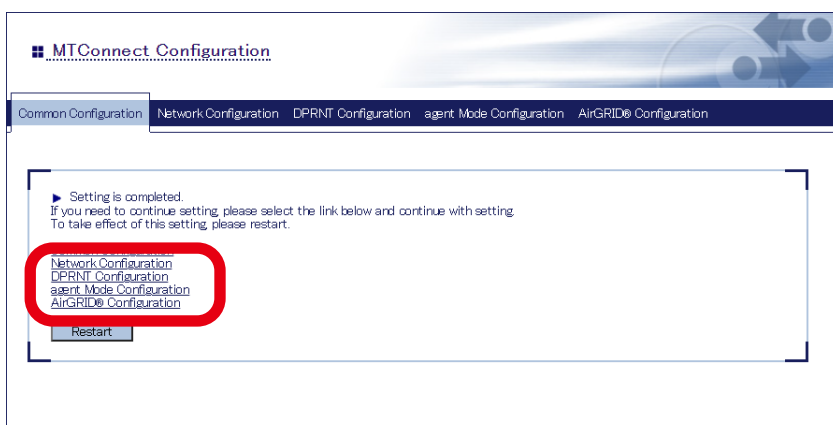 MTConnect Configuration
Common Configuration Network Configuration DPRNT Configuration agent Mode Configuration AirGRID® Configuration
Setting is completed.
If you need to continue setting, please select the link below and continue with setting.
To take effect of this setting, please restart.
Network Configuration
DPRNT Configuration
agent Mode Configuration
AirGRID® Configuration
Restart